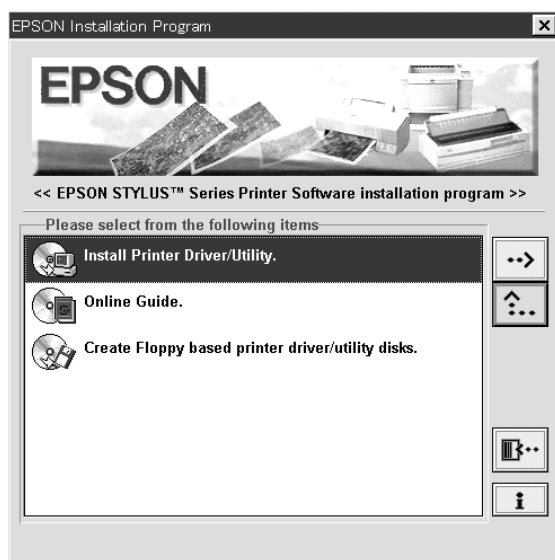 EPSON Installation Program
EPSON
<< EPSON STYLUS™ Series Printer Software installation program >>
Please select from the following items
Install Printer Driver/Utility.
Online Guide.
Create Floppy based printer driver/utility disks.